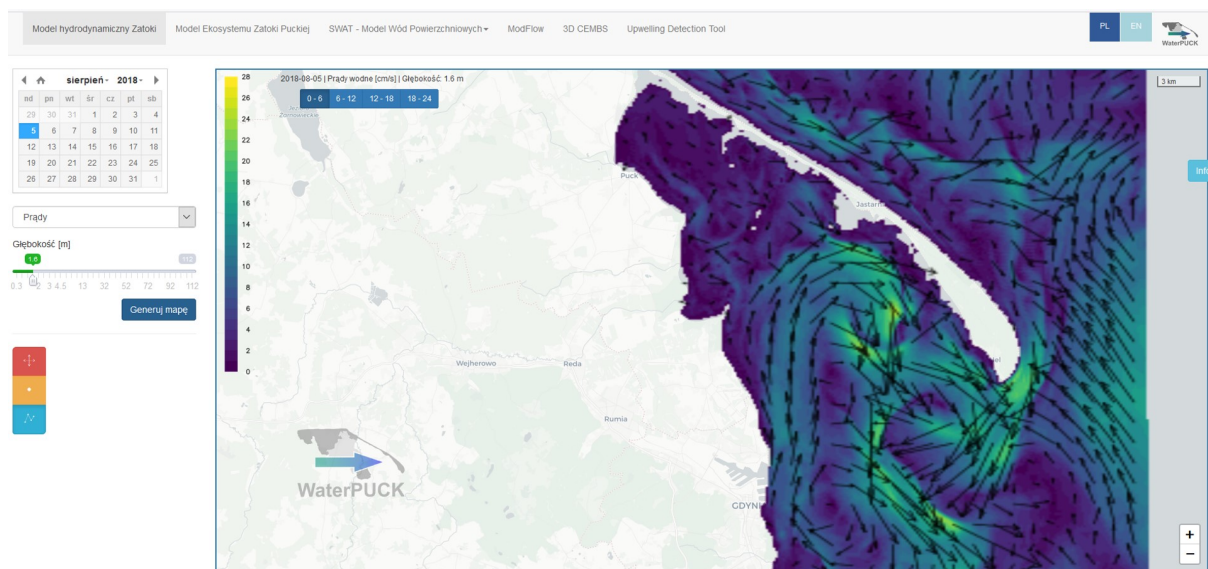 Model hydrodynamiczny Zatoki Model Ekosystemu Zatoki Puckiej SWAT - Model Wód Powierzchniowych ModFlow 3D CEMBS Upwelling Detection Tool PL EN
WaterPUCK
sierpień 2018
nd pn wt śr cz pt sb
29 30 31 1 2 3 4
5 6 7 8 9 10 11
12 13 14 15 16 17 18
19 20 21 22 23 24 25
26 27 28 29 30 31 1
Prądy
Głębokość [m]
1.6 112
0.3 2 3 4.5 13 32 52 72 92 112
Generuj mapę
28
26
24
22
20
18
16
14
12
10
8
6
4
2
0
2018-08-05 | Prądy wodne [cm/s] | Głębokość: 1.6 m
0 - 6 6 - 12 12 - 18 18 - 24
3 km
Puck
Jastarn
Wejherowo Reda
Rumia
WaterPUCK
GDYN
+
−